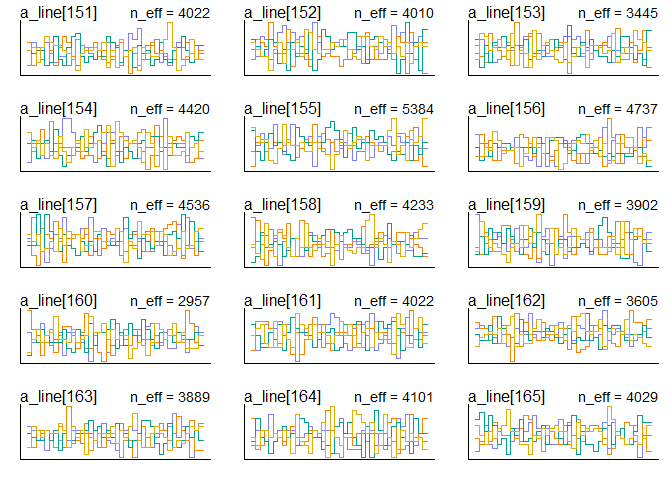 a_line[151] n_eff = 4022 a_line[152] n_eff = 4010 a_line[153] n_eff = 3445
a_line[154] n_eff = 4420 a_line[155] n_eff = 5384 a_line[156] n_eff = 4737
a_line[157] n_eff = 4536 a_line[158] n_eff = 4233 a_line[159] n_eff = 3902
a_line[160] n_eff = 2957 a_line[161] n_eff = 4022 a_line[162] n_eff = 3605
a_line[163] n_eff = 3889 a_line[164] n_eff = 4101 a_line[165] n_eff = 4029